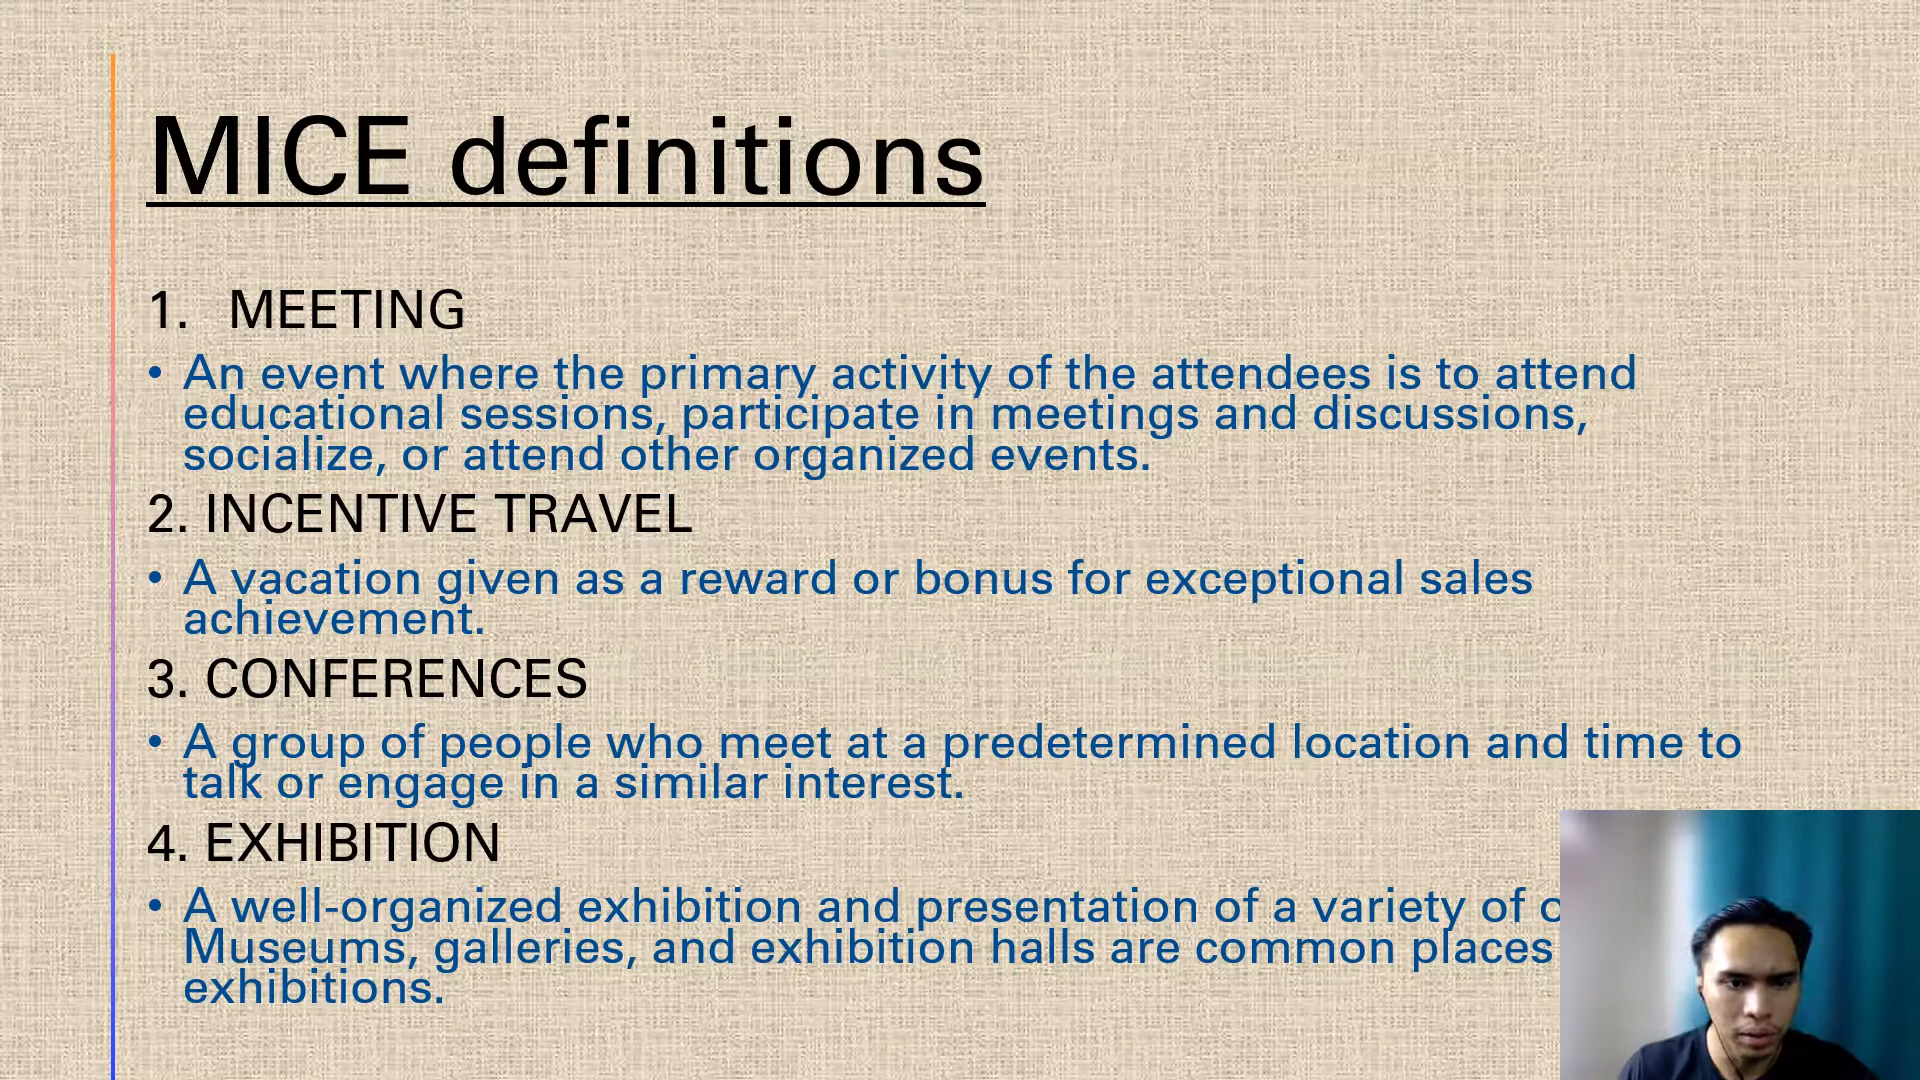 MICE definitions
1. MEETING
• An event where the primary activity of the attendees is to attend
educational sessions, participate in meetings and discussions,
socialize, or attend other organized events.
2. INCENTIVE TRAVEL
• A vacation given as a reward or bonus for exceptional sales
achievement.
3. CONFERENCES
• A group of people who meet at a predetermined location and time to
talk or engage in a similar interest.
4. EXHIBITION
• A well-organized exhibition and presentation of a variety of
Museums, galleries, and exhibition halls are common places
exhibitions.